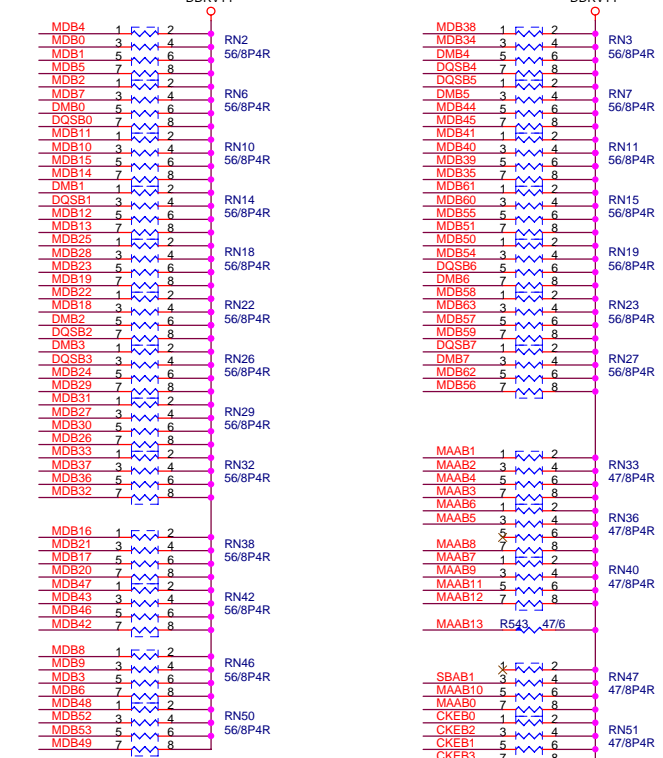 MDB4 1 2
RN2
MDB0 3 4
56/8P4R
MDB1 5 6
MDB5 7 8
MDB2 1 2
RN6
MDB7 3 4
56/8P4R
DMB0 5 6
DQSB0 7 8
MDB11 1 2
RN10
MDB10 3 4
56/8P4R
MDB15 5 6
MDB14 7 8
DMB1 1 2
RN14
DQSB1 3 4
56/8P4R
MDB12 5 6
MDB13 7 8
MDB25 1 2
RN18
MDB28 3 4
56/8P4R
MDB23 5 6
MDB19 7 8
MDB22 1 2
RN22
MDB18 3 4
56/8P4R
DMB2 5 6
DQSB2 7 8
DMB3 1 2
RN26
DQSB3 3 4
56/8P4R
MDB24 5 6
MDB29 7 8
MDB31 1 2
RN29
MDB27 3 4
56/8P4R
MDB30 5 6
MDB26 7 8
MDB33 1 2
RN32
MDB37 3 4
56/8P4R
MDB36 5 6
MDB32 7 8
MDB16 1 2
RN38
MDB21 3 4
56/8P4R
MDB17 5 6
MDB20 7 8
MDB47 1 2
RN42
MDB43 3 4
56/8P4R
MDB46 5 6
MDB42 7 8
MDB8 1 2
RN46
MDB9 3 4
56/8P4R
MDB3 5 6
MDB6 7 8
MDB48 1 2
RN50
MDB52 3 4
56/8P4R
MDB53 5 6
MDB49 7 8
MDB38 1 2
RN3
MDB34 3 4
56/8P4R
DMB4 5 6
DQSB4 7 8
DQSB5 1 2
RN7
DMB5 3 4
56/8P4R
MDB44 5 6
MDB45 7 8
MDB41 1 2
RN11
MDB40 3 4
56/8P4R
MDB39 5 6
MDB35 7 8
MDB61 1 2
RN15
MDB60 3 4
56/8P4R
MDB55 5 6
MDB51 7 8
MDB50 1 2
RN19
MDB54 3 4
56/8P4R
DQSB6 5 6
DMB6 7 8
MDB58 1 2
RN23
MDB63 3 4
56/8P4R
MDB57 5 6
MDB59 7 8
DQSB7 1 2
RN27
DMB7 3 4
56/8P4R
MDB62 5 6
MDB56 7 8
MAAB1 1 2
RN33
MAAB2 3 4
47/8P4R
MAAB4 5 6
MAAB3 7 8
MAAB6 1 2
RN36
MAAB5 3 4
47/8P4R
5 6
MAAB8 7 8
MAAB7 1 2
RN40
MAAB9 3 4
47/8P4R
MAAB11 5 6
MAAB12 7 8
MAAB13 R543 47/6
1 2
RN47
SBAB1 3 4
47/8P4R
MAAB10 5 6
MAAB0 7 8
CKEB0 1 2
RN51
CKEB2 3 4
47/8P4R
CKEB1 5 6
CKEB3 7 8